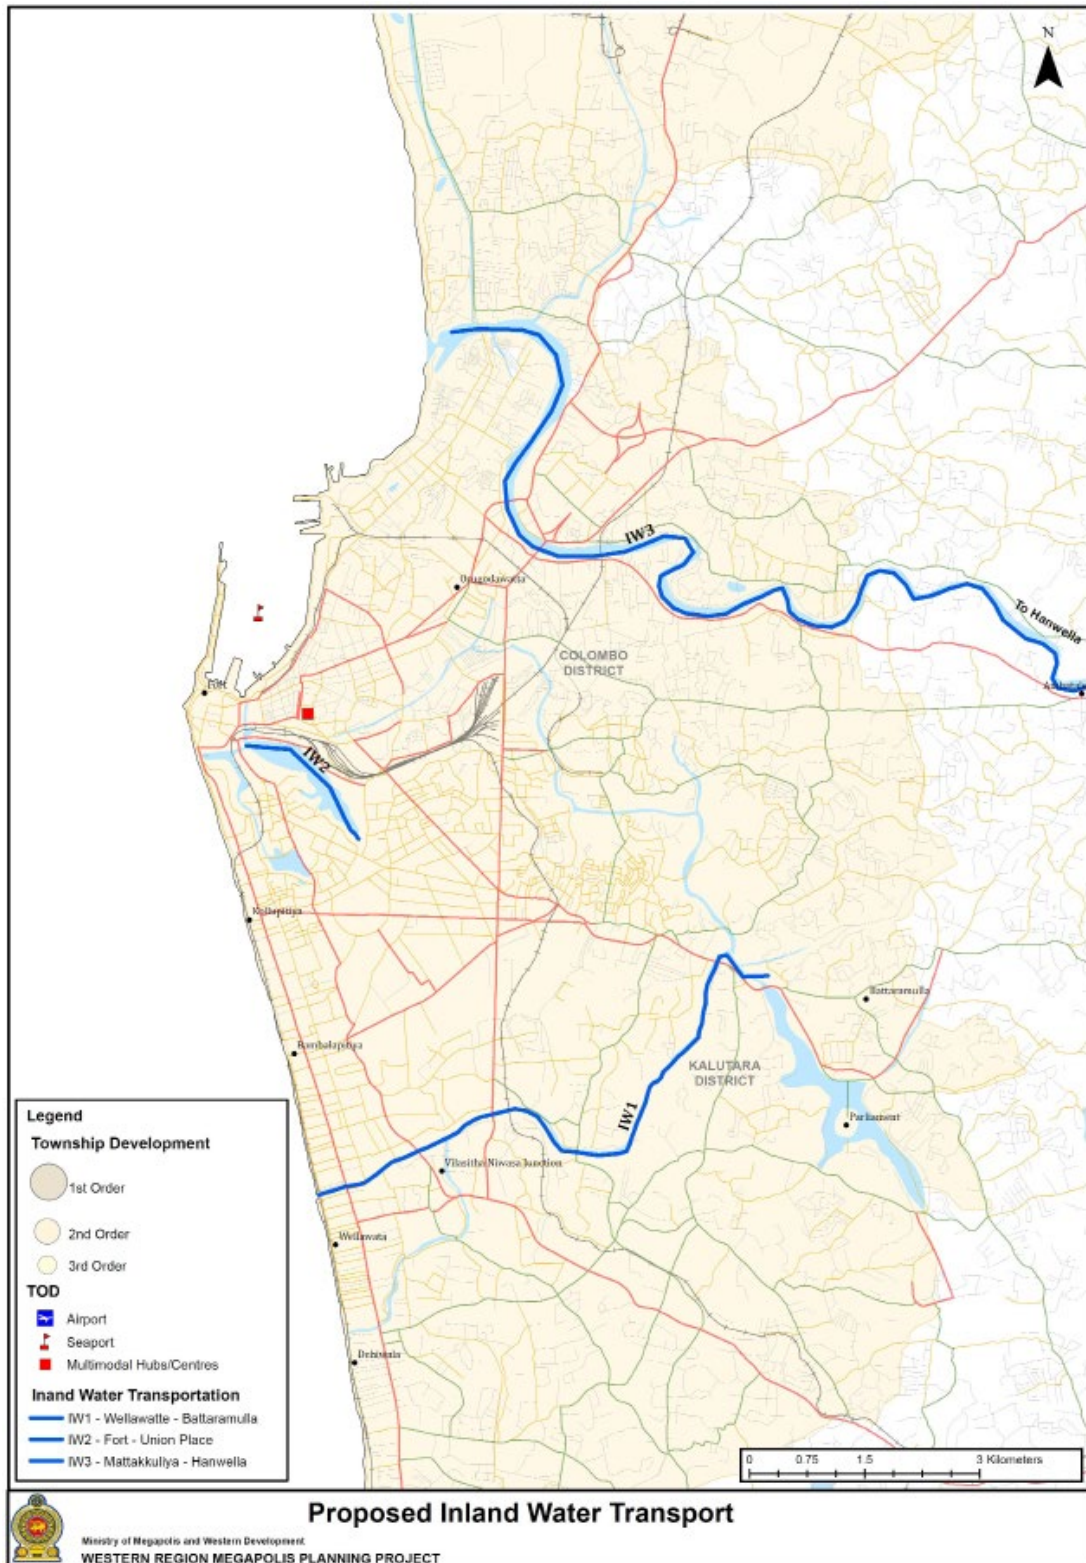 N
IW3
To Hanwella
Orugodawatta
COLOMBO
DISTRICT
Fort
IW2
Kollupitiya
Battaramulla
Bambalapitiya
KALUTARA
DISTRICT
IW1
Parliament
Vilasitha Niwasa Junction
Wellawatta
Dehiwala
Legend
Township Development
1st Order
2nd Order
3rd Order
TOD
Airport
Seaport
Multimodal Hubs/Centres
Inand Water Transportation
IW1 - Wellawatte - Battaramulla
IW2 - Fort - Union Place
IW3 - Mattakkuliya - Hanwella
0 0.75 1.5 3 Kilometers
Proposed Inland Water Transport
Ministry of Megapolis and Western Development
WESTERN REGION MEGAPOLIS PLANNING PROJECT